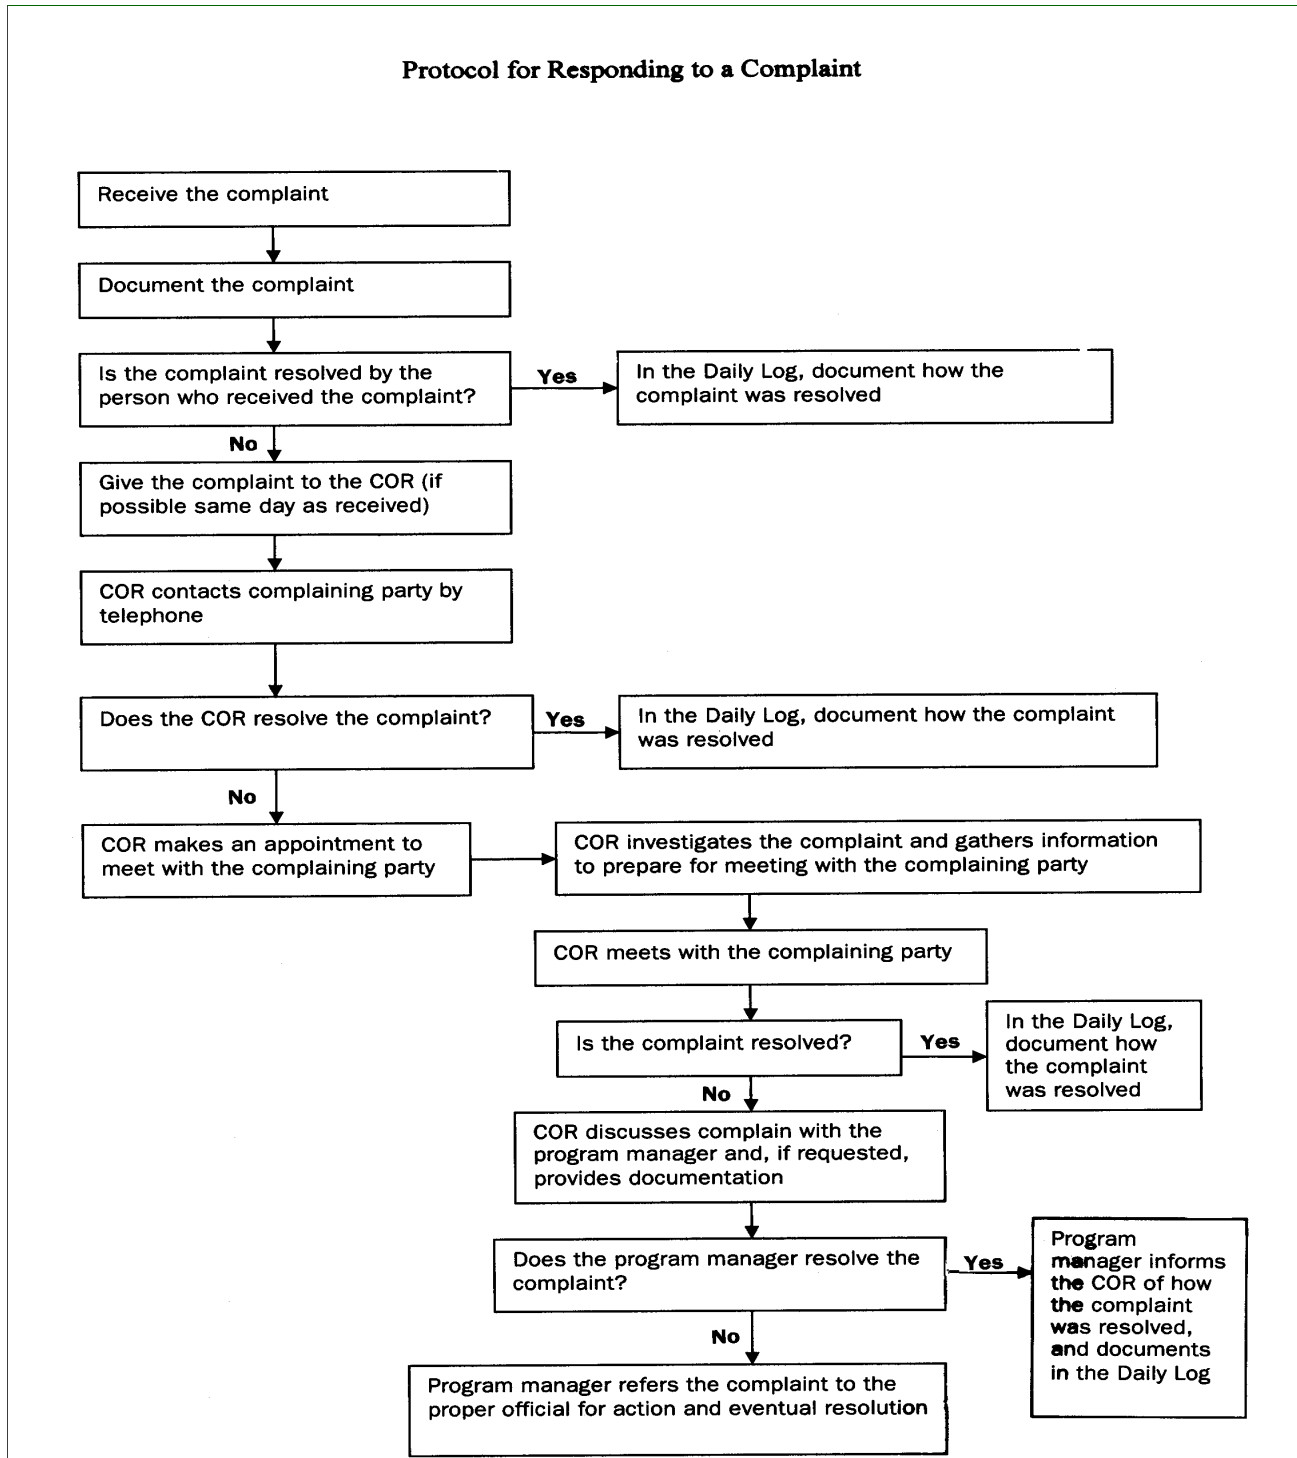 Protocol for Responding to a Complaint
Receive the complaint
Document the complaint
Is the complaint resolved by the
person who received the complaint?
Yes
In the Daily Log, document how the
complaint was resolved
No
Give the complaint to the COR (if
possible same day as received)
COR contacts complaining party by
telephone
Does the COR resolve the complaint?
Yes
In the Daily Log, document how the complaint
was resolved
No
COR makes an appointment to
meet with the complaining party
COR investigates the complaint and gathers information
to prepare for meeting with the complaining party
COR meets with the complaining party
Is the complaint resolved?
Yes
In the Daily Log,
document how
the complaint
was resolved
No
COR discusses complain with the
program manager and, if requested,
provides documentation
Does the program manager resolve the
complaint?
Yes
Program
manager informs
the COR of how
the complaint
was resolved,
and documents
in the Daily Log
No
Program manager refers the complaint to the
proper official for action and eventual resolution